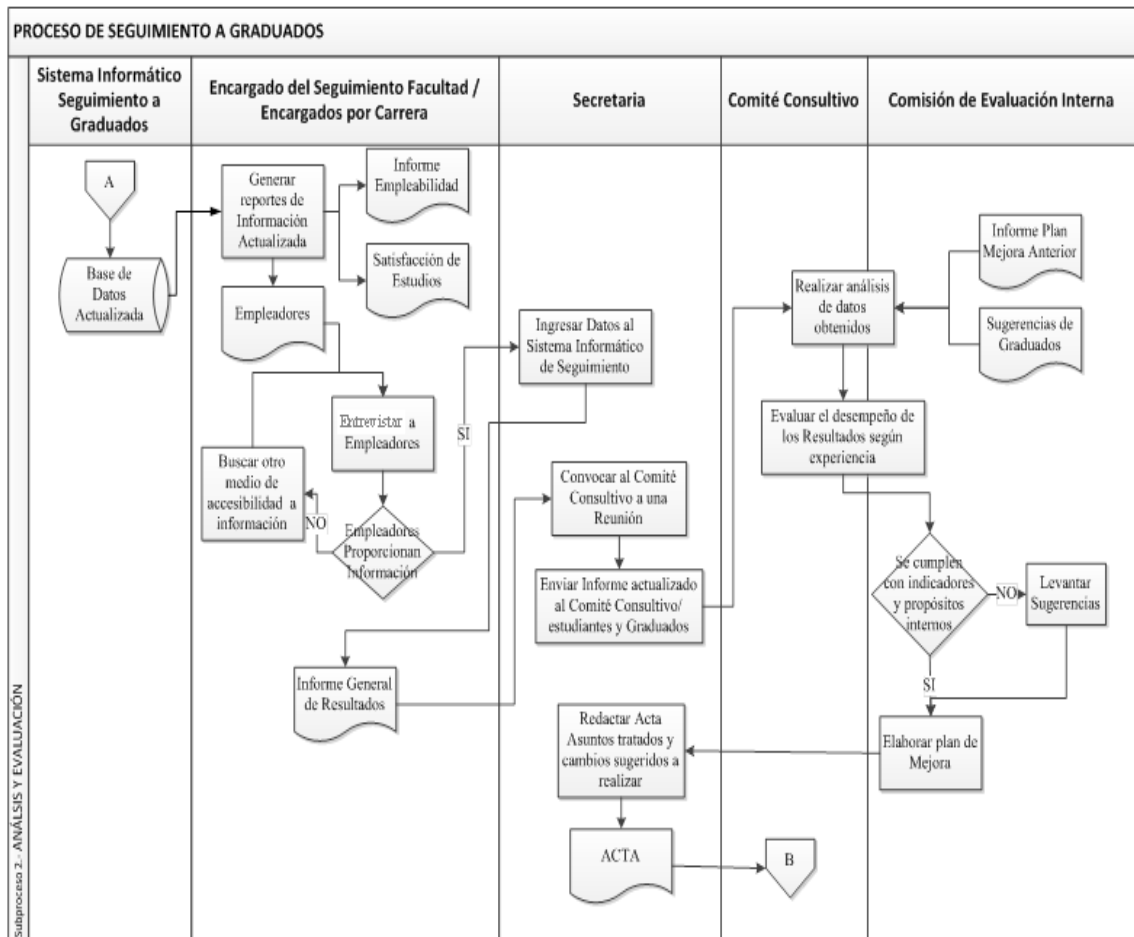 PROCESO DE SEGUIMIENTO A GRADUADOS
Sistema Informático
Seguimiento a
Graduados
Encargado del Seguimiento Facultad /
Encargados por Carrera
Secretaria
Comité Consultivo
Comisión de Evaluación Interna
A
Base de
Datos
Actualizada
Generar
reportes de
Información
Actualizada
Informe
Empleabilidad
Satisfacción de
Estudios
Empleadores
Entrevistar a
Empleadores
Buscar otro
medio de
accesibilidad a
información
NO
Empleadores
Proporcionan
Información
SI
Informe General
de Resultados
Ingresar Datos al
Sistema Informático
de Seguimiento
Convocar al Comité
Consultivo a una
Reunión
Enviar Informe actualizado
al Comité Consultivo/
estudiantes y Graduados
Realizar análisis
de datos
obtenidos
Informe Plan
Mejora Anterior
Sugerencias de
Graduados
Evaluar el desempeño de
los Resultados según
experiencia
Se cumplen
con indicadores
y propósitos
internos
NO
Levantar
Sugerencias
SI
Elaborar plan de
Mejora
Redactar Acta
Asuntos tratados y
cambios sugeridos a
realizar
ACTA
B
Subproceso 2.- ANÁLSIS Y EVALUACIÓN